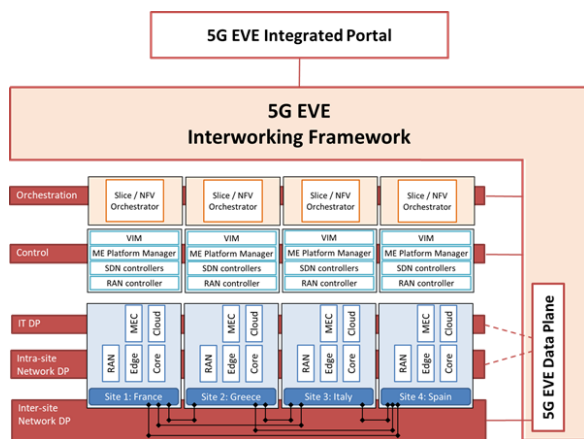 5G EVE Integrated Portal
5G EVE
Interworking Framework
Orchestration
Slice / NFV
Orchestrator
Slice / NFV
Orchestrator
Slice / NFV
Orchestrator
Slice / NFV
Orchestrator
Control
VIM
ME Platform Manager
SDN controllers
RAN controller
VIM
ME Platform Manager
SDN controllers
RAN controller
VIM
ME Platform Manager
SDN controllers
RAN controller
VIM
ME Platform Manager
SDN controllers
RAN controller
IT DP
MEC
Cloud
MEC
Cloud
MEC
Cloud
MEC
Cloud
Intra-site
Network DP
RAN
Edge
Core
RAN
Edge
Core
RAN
Edge
Core
RAN
Edge
Core
Site 1: France
Site 2: Greece
Site 3: Italy
Site 4: Spain
Inter-site
Network DP
5G EVE Data Plane